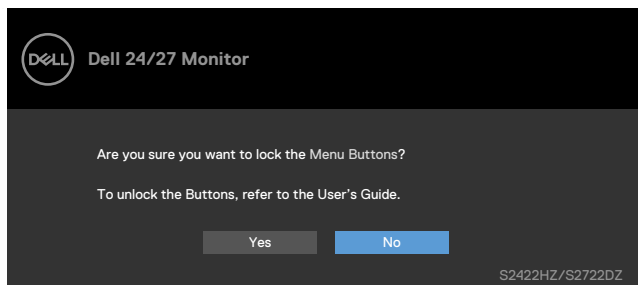 DELL
Dell 24/27 Monitor
Are you sure you want to lock the Menu Buttons?
To unlock the Buttons, refer to the User's Guide.
Yes No
S2422HZ/S2722DZ